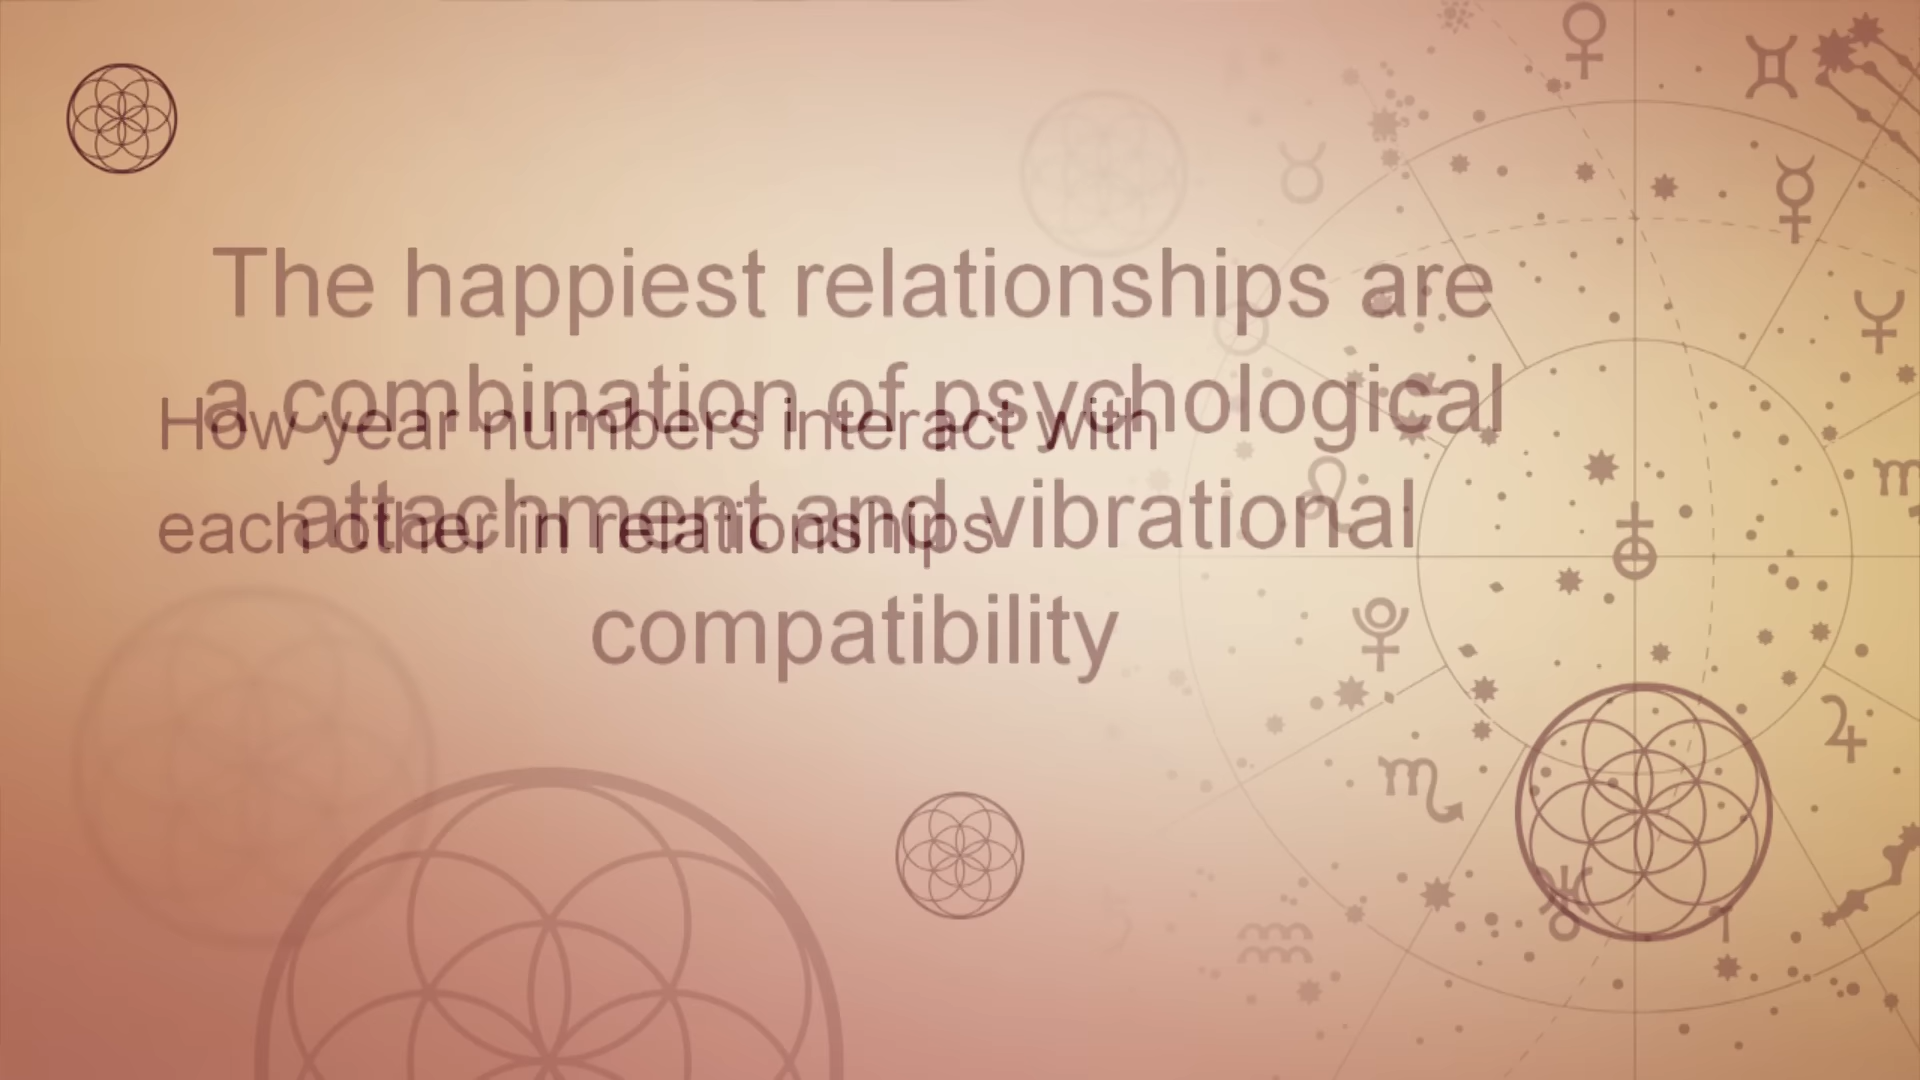 The happiest relationships are
a combination of psychological
attachment and vibrational
compatibility
How year numbers interact with
each other in relationships